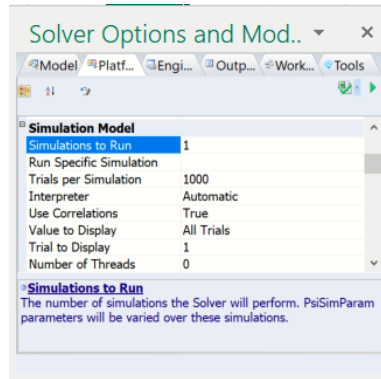 Solver Options and Mod..
Model Platf... Engi... Outp... Work... Tools
Simulation Model
Simulations to Run 1
Run Specific Simulation
Trials per Simulation 1000
Interpreter Automatic
Use Correlations True
Value to Display All Trials
Trial to Display 1
Number of Threads 0
Simulations to Run
The number of simulations the Solver will perform. PsiSimParam
parameters will be varied over these simulations.